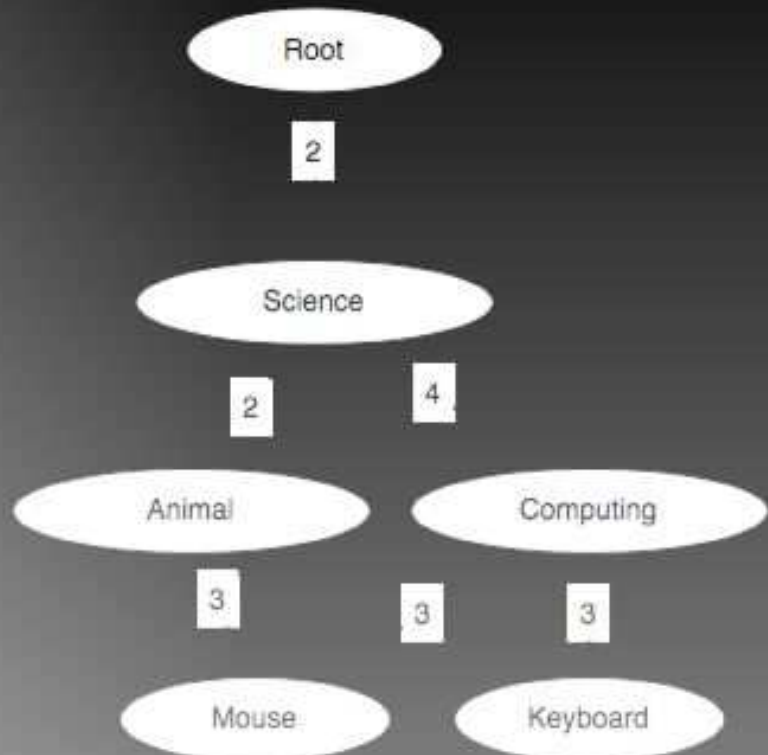 Root
2
Science
2 4
Animal Computing
3 3 3
Mouse Keyboard